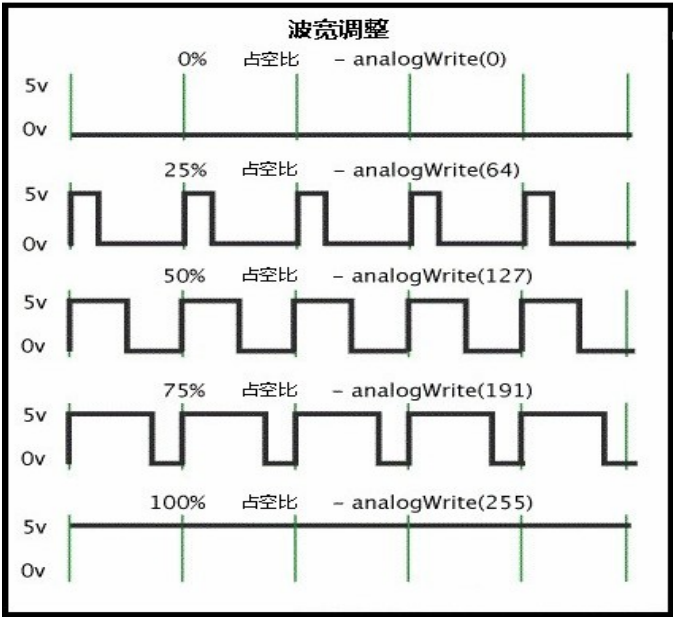 波宽调整
0% 占空比 – analogWrite(0)
5v
0v
25% 占空比 – analogWrite(64)
5v
0v
50% 占空比 – analogWrite(127)
5v
0v
75% 占空比 – analogWrite(191)
5v
0v
100% 占空比 – analogWrite(255)
5v
0v